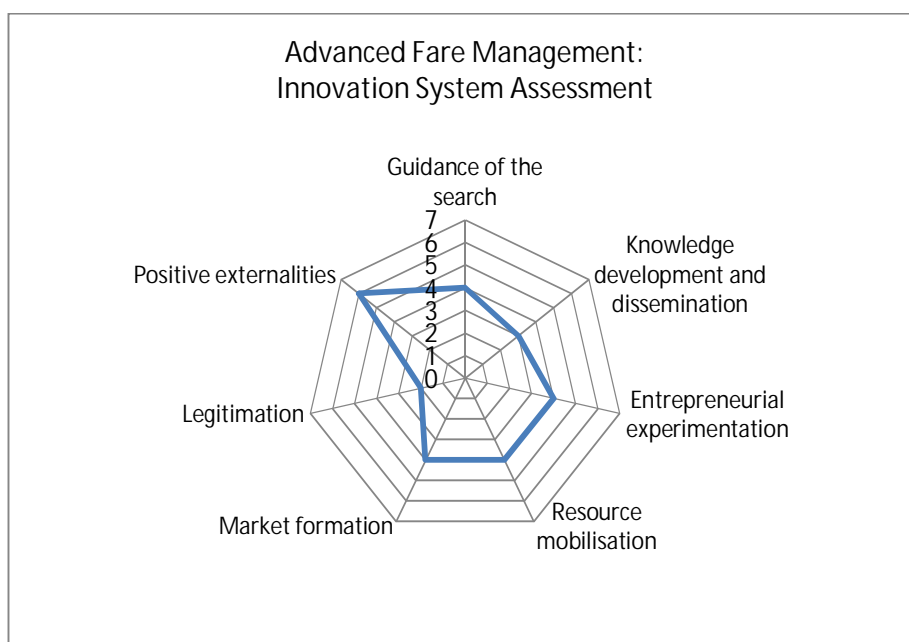 Advanced Fare Management:
Innovation System Assessment
Guidance of the
search
7
6
5
4
3
2
1
0
Knowledge
development and
dissemination
Entrepreneurial
experimentation
Resource
mobilisation
Market formation
Legitimation
Positive externalities